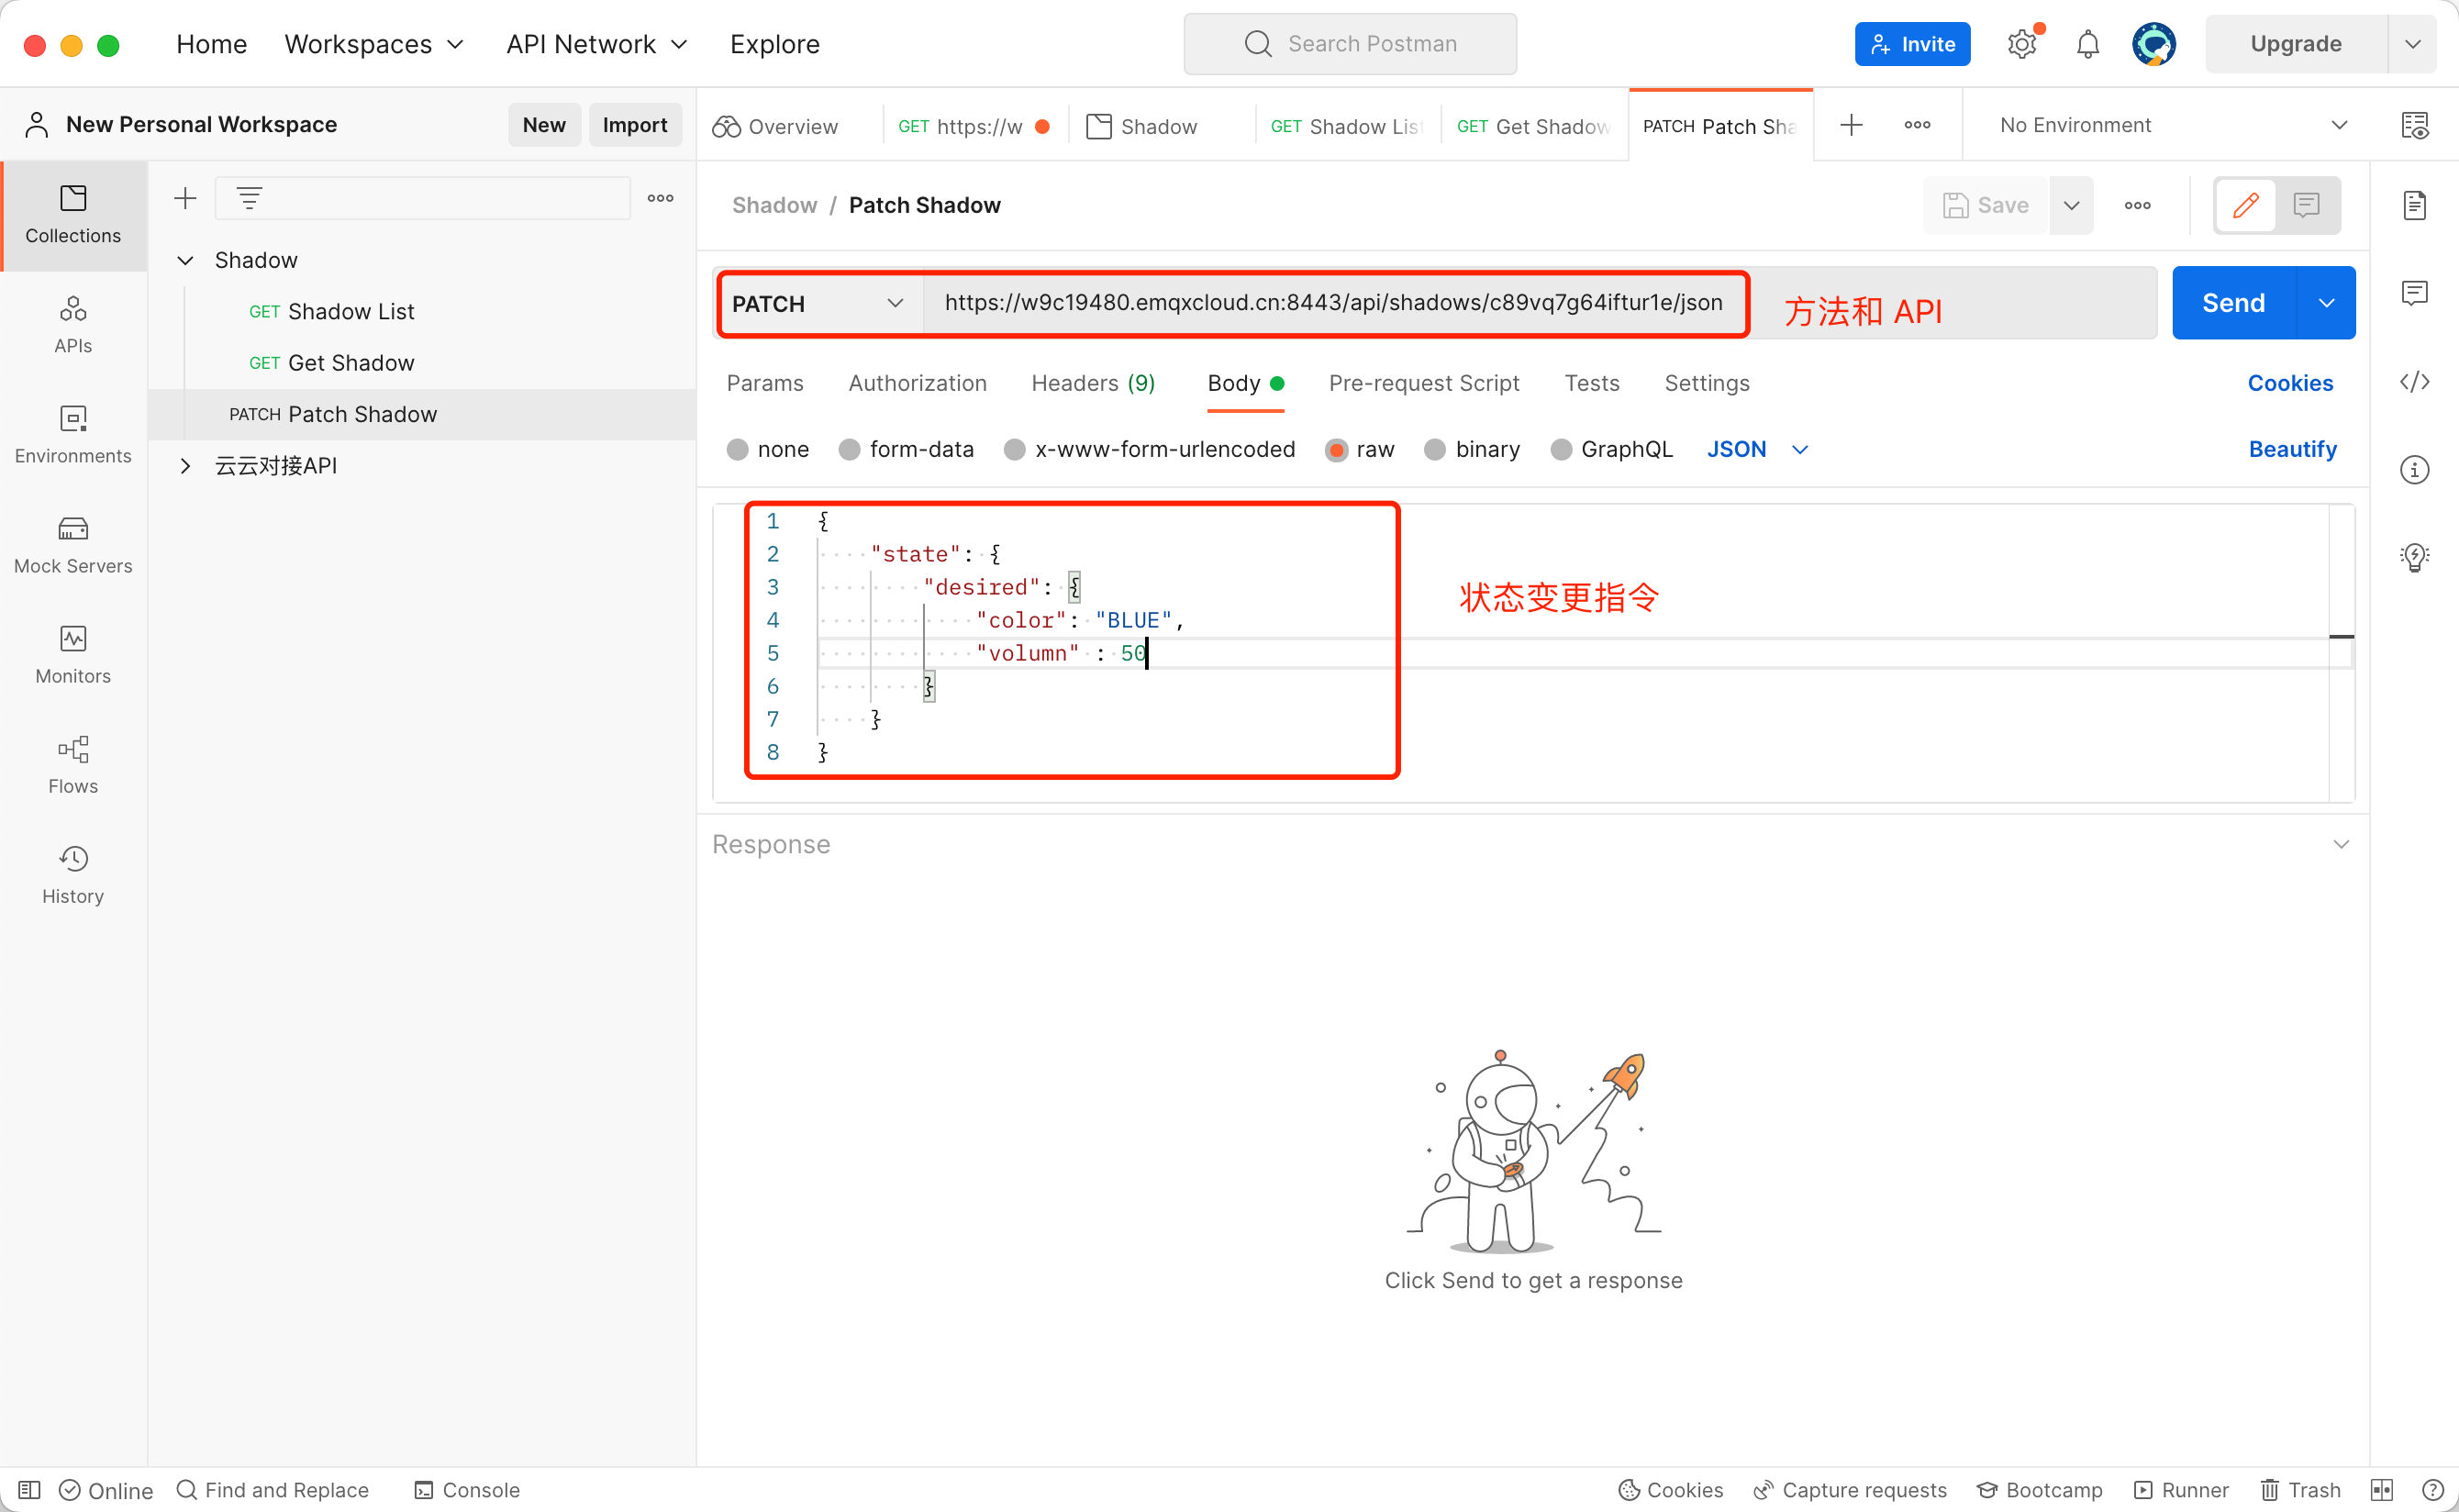 Home Workspaces API Network Explore Search Postman Invite Upgrade
New Personal Workspace New Import
Overview GET https://w Shadow GET Shadow List GET Get Shadow PATCH Patch Sha No Environment
Collections
APIs
Environments
Mock Servers
Monitors
Flows
History
Shadow
GET Shadow List
GET Get Shadow
PATCH Patch Shadow
云云对接API
Shadow / Patch Shadow Save
PATCH https://w9c19480.emqxcloud.cn:8443/api/shadows/c89vq7g64iftur1e/json 方法和 API Send
Params Authorization Headers (9) Body Pre-request Script Tests Settings Cookies
none form-data x-www-form-urlencoded raw binary GraphQL JSON Beautify
1 {
2 "state": {
3 "desired": {
4 "color": "BLUE",
5 "volumn" : 50
6 }
7 }
8 }
状态变更指令
Response
Click Send to get a response
Online Find and Replace Console Cookies Capture requests Bootcamp Runner Trash